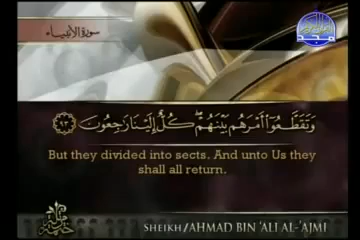 سورة الأنبياء
وَتَقَطَّعُوٓا۟ أَمْرَهُم بَيْنَهُمْ ۖ كُلٌّ إِلَيْنَا رَٰجِعُونَ ٩٣
But they divided into sects. And unto Us they
shall all return.
SHEIKH/AHMAD BIN 'ALI AL-'AJMI